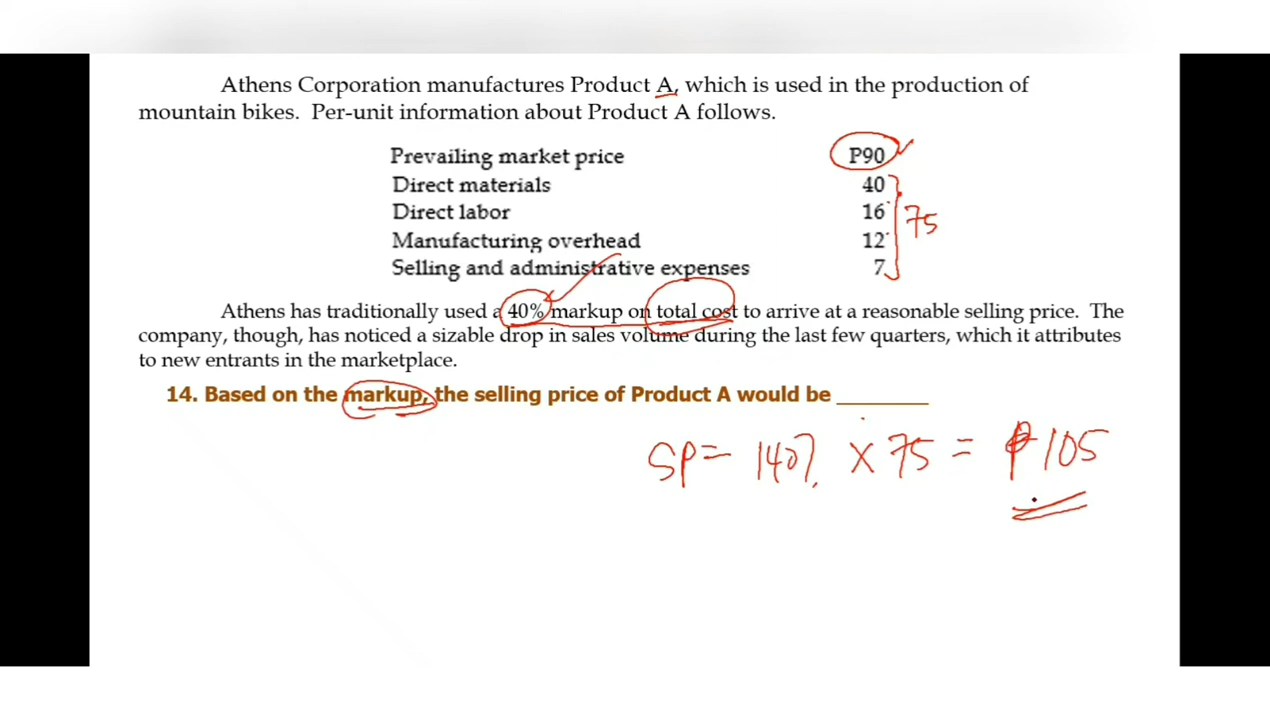 Athens Corporation manufactures Product A, which is used in the production of
mountain bikes. Per-unit information about Product A follows.
Prevailing market price P90
Direct materials 40
Direct labor 16
Manufacturing overhead 12
Selling and administrative expenses 7
75
Athens has traditionally used a 40% markup on total cost to arrive at a reasonable selling price. The
company, though, has noticed a sizable drop in sales volume during the last few quarters, which it attributes
to new entrants in the marketplace.
14. Based on the markup, the selling price of Product A would be ________
SP = 140% X 75 = ₱105